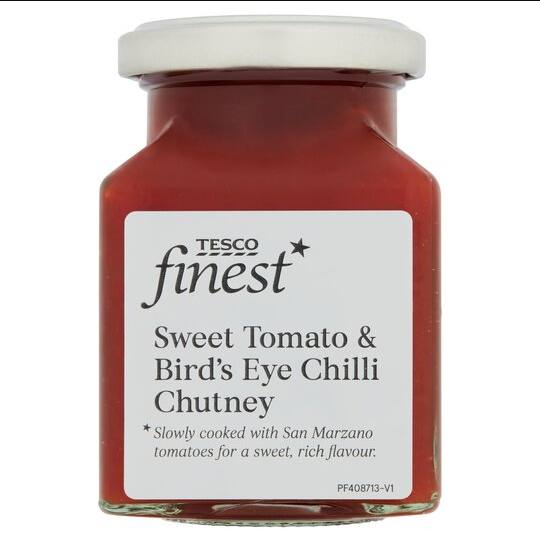 TESCO
finest*
Sweet Tomato &
Bird's Eye Chilli
Chutney
*Slowly cooked with San Marzano
tomatoes for a sweet, rich flavour.
PF408713-V1